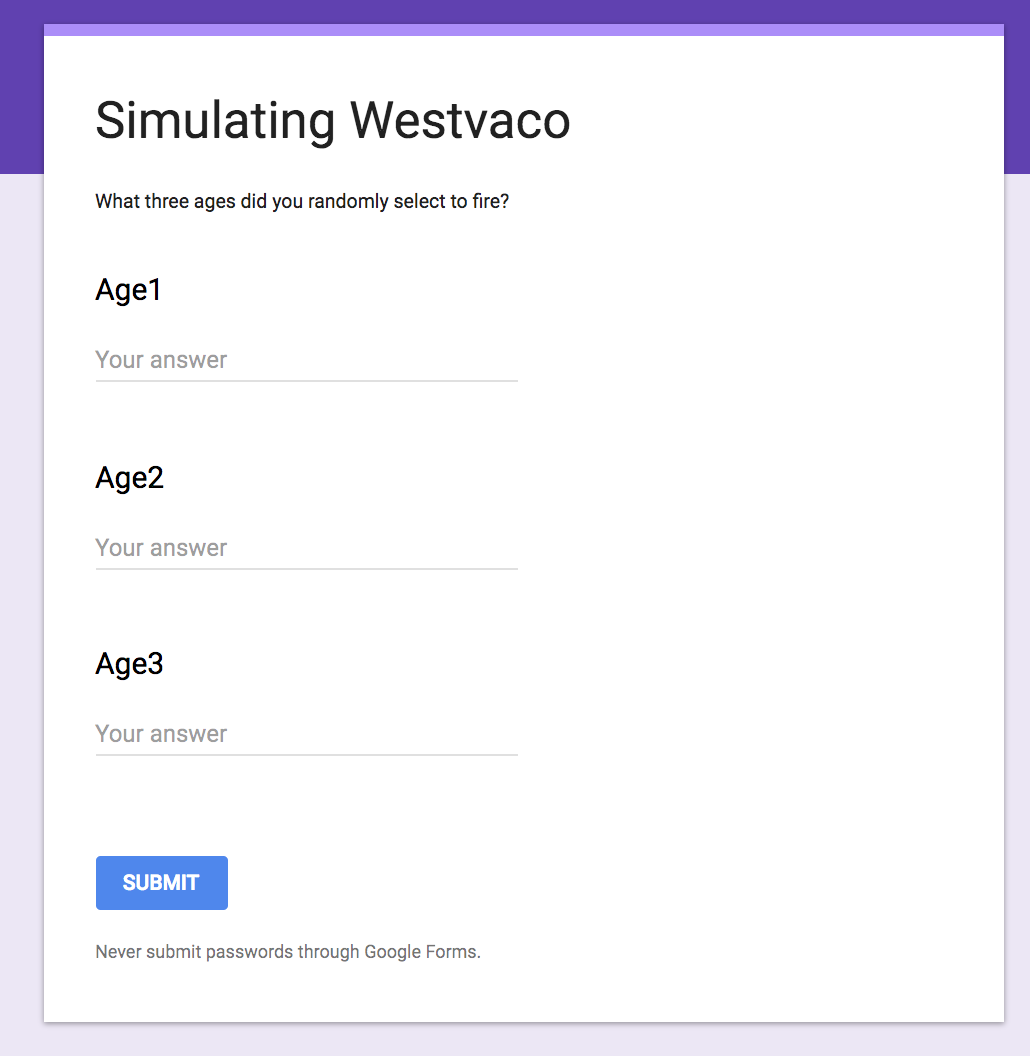 Simulating Westvaco
What three ages did you randomly select to fire?
Age1
Your answer
Age2
Your answer
Age3
Your answer
SUBMIT
Never submit passwords through Google Forms.